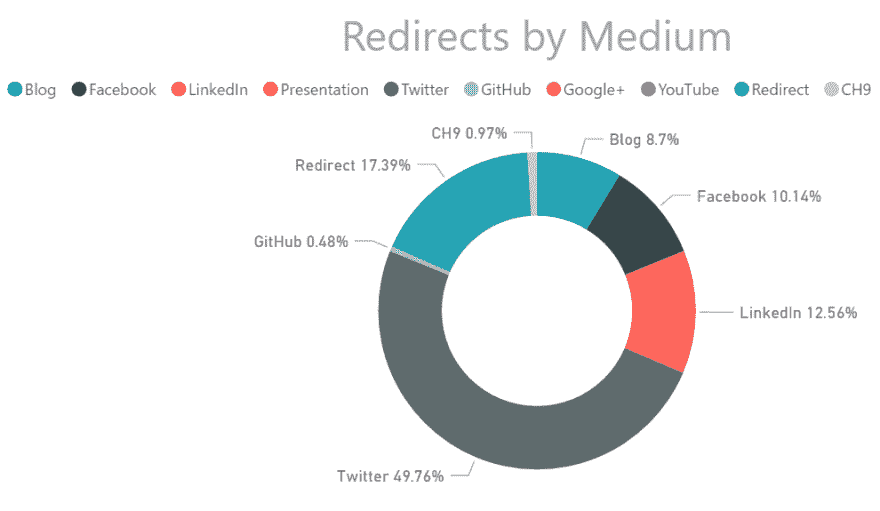 Redirects by Medium
Blog Facebook LinkedIn Presentation Twitter GitHub Google+ YouTube Redirect CH9
CH9 0.97%
Blog 8.7%
Redirect 17.39%
Facebook 10.14%
GitHub 0.48%
LinkedIn 12.56%
Twitter 49.76%